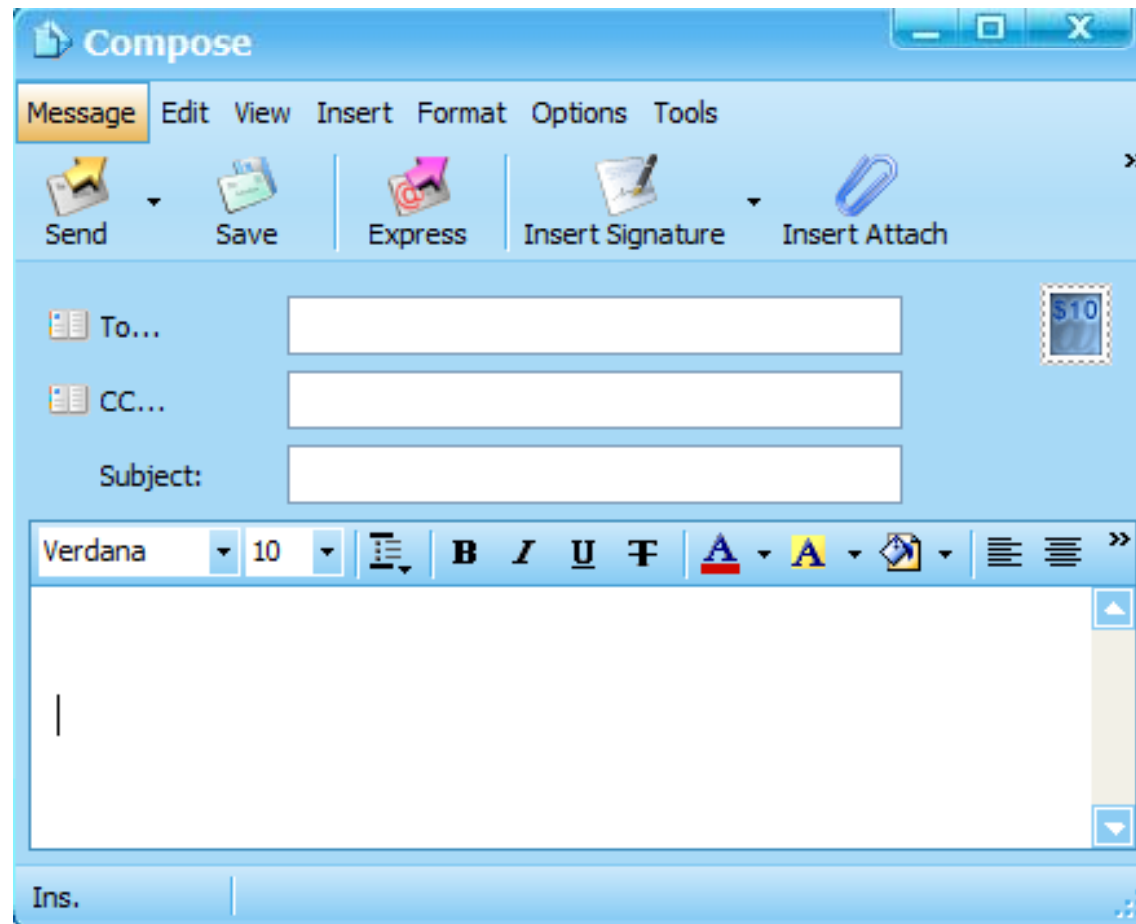 Compose
Message Edit View Insert Format Options Tools
Send Save Express Insert Signature Insert Attach
To...
$10
CC...
Subject:
Verdana 10 B I U T A A
Ins.